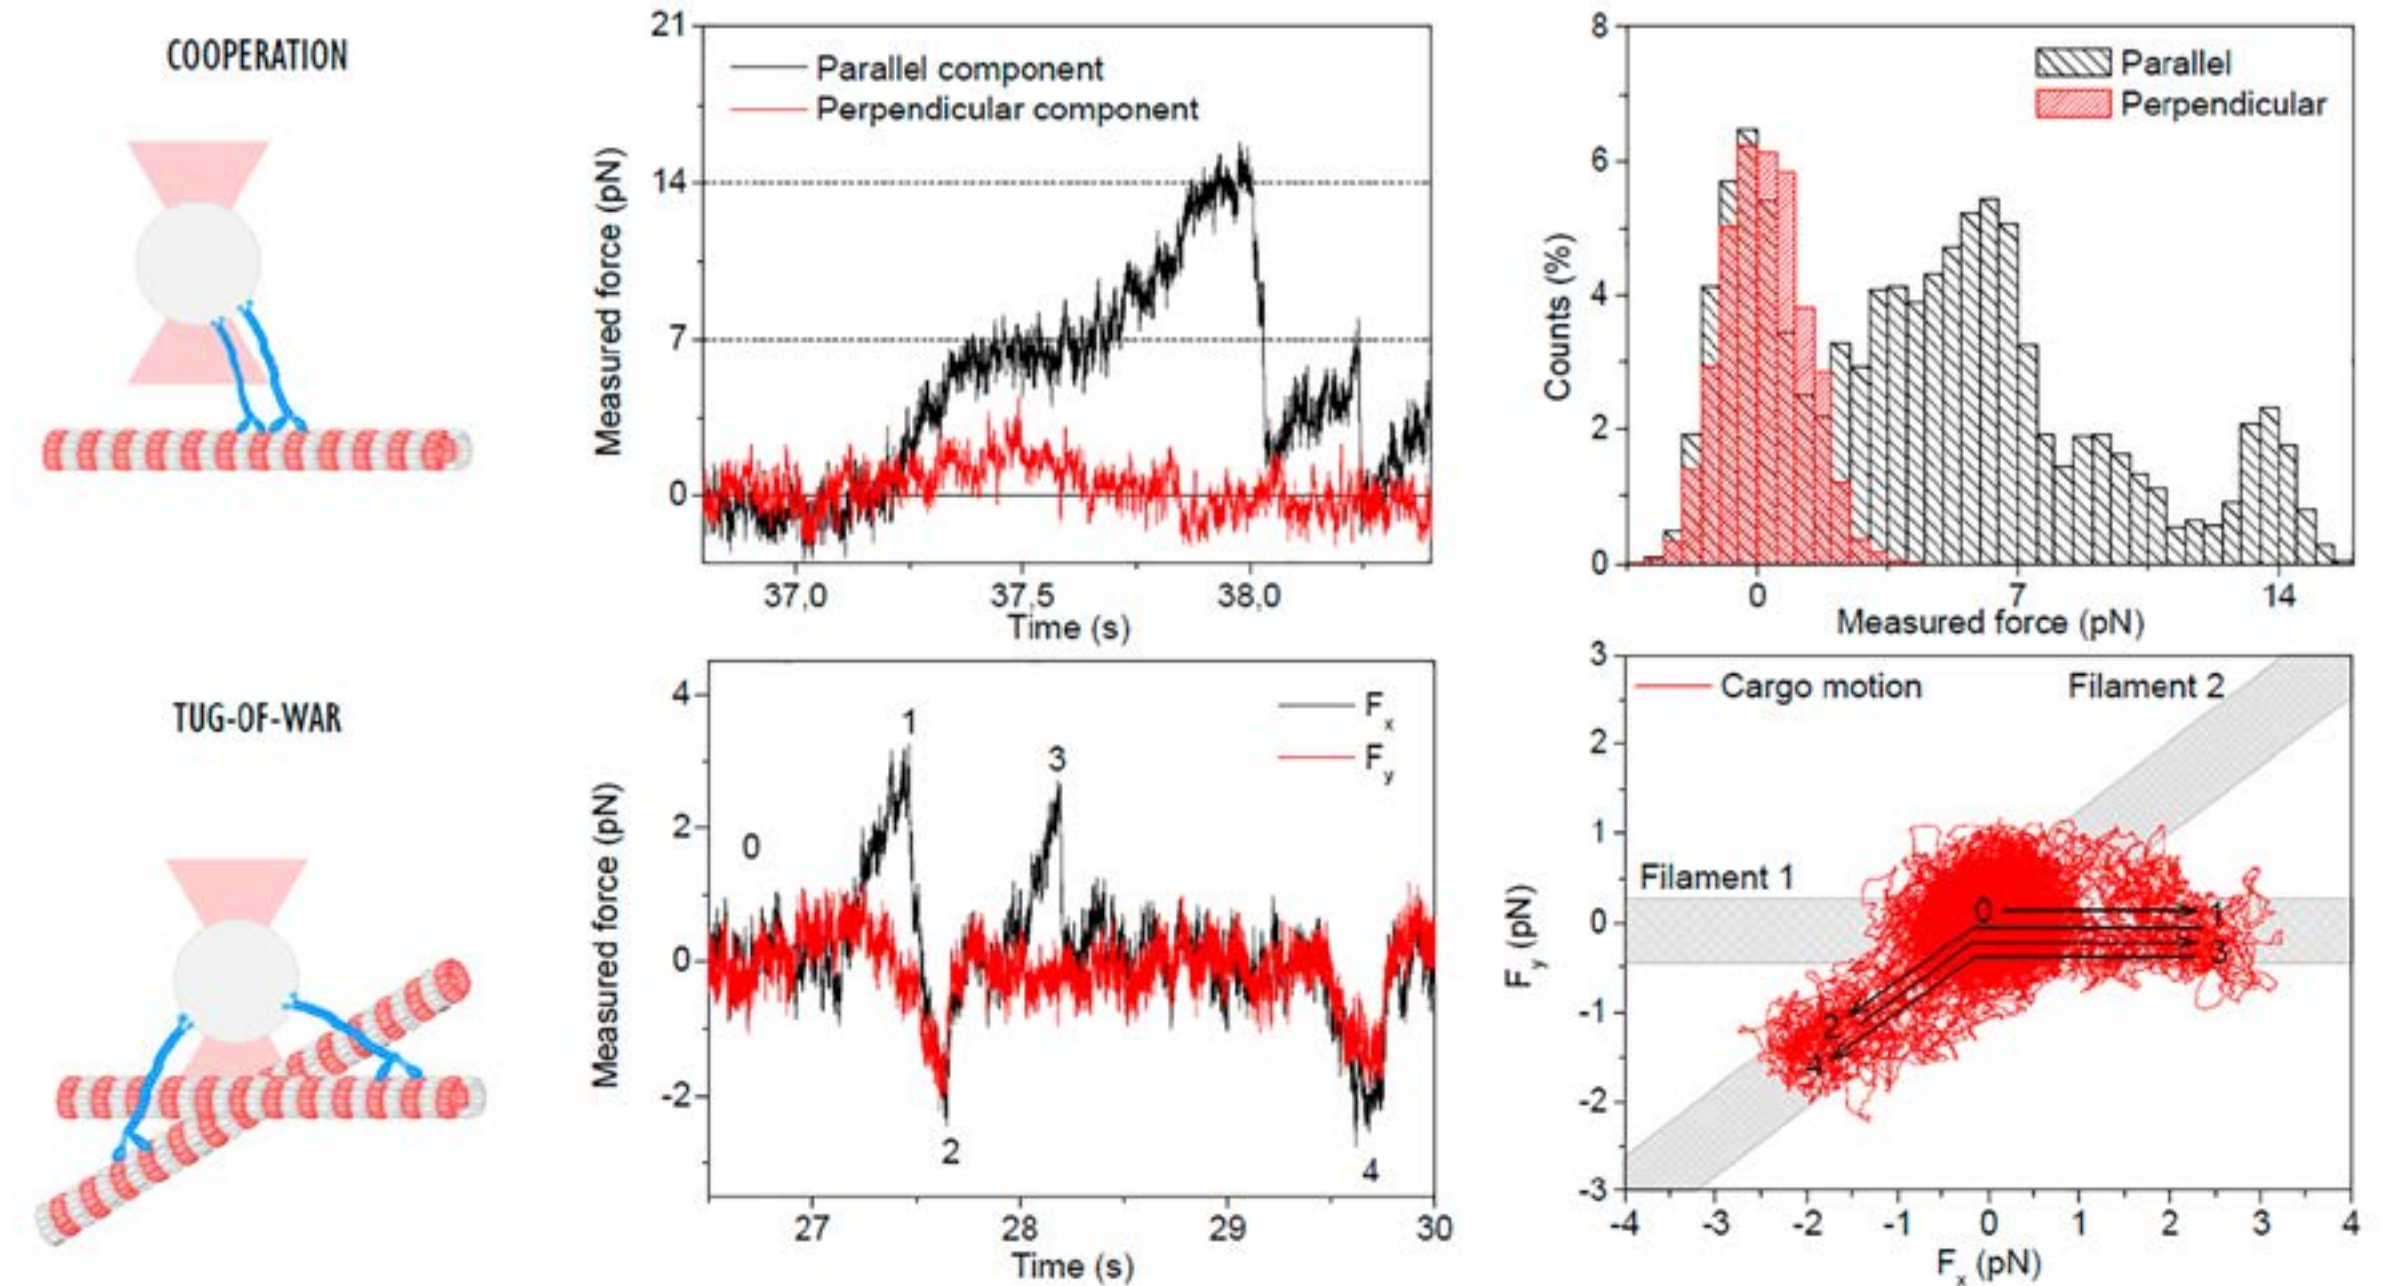 COOPERATION
21
14
7
0
Measured force (pN)
Parallel component
Perpendicular component
37,0
37,5
38,0
Time (s)
8
6
4
2
0
Counts (%)
Parallel
Perpendicular
0
7
14
Measured force (pN)
TUG-OF-WAR
4
2
0
-2
Measured force (pN)
0
1
2
3
4
Fx
Fy
27
28
29
30
Time (s)
3
2
1
0
-1
-2
-3
Fy (pN)
Cargo motion
Filament 2
Filament 1
0
1
3
2
4
-4
-3
-2
-1
0
1
2
3
4
Fx (pN)